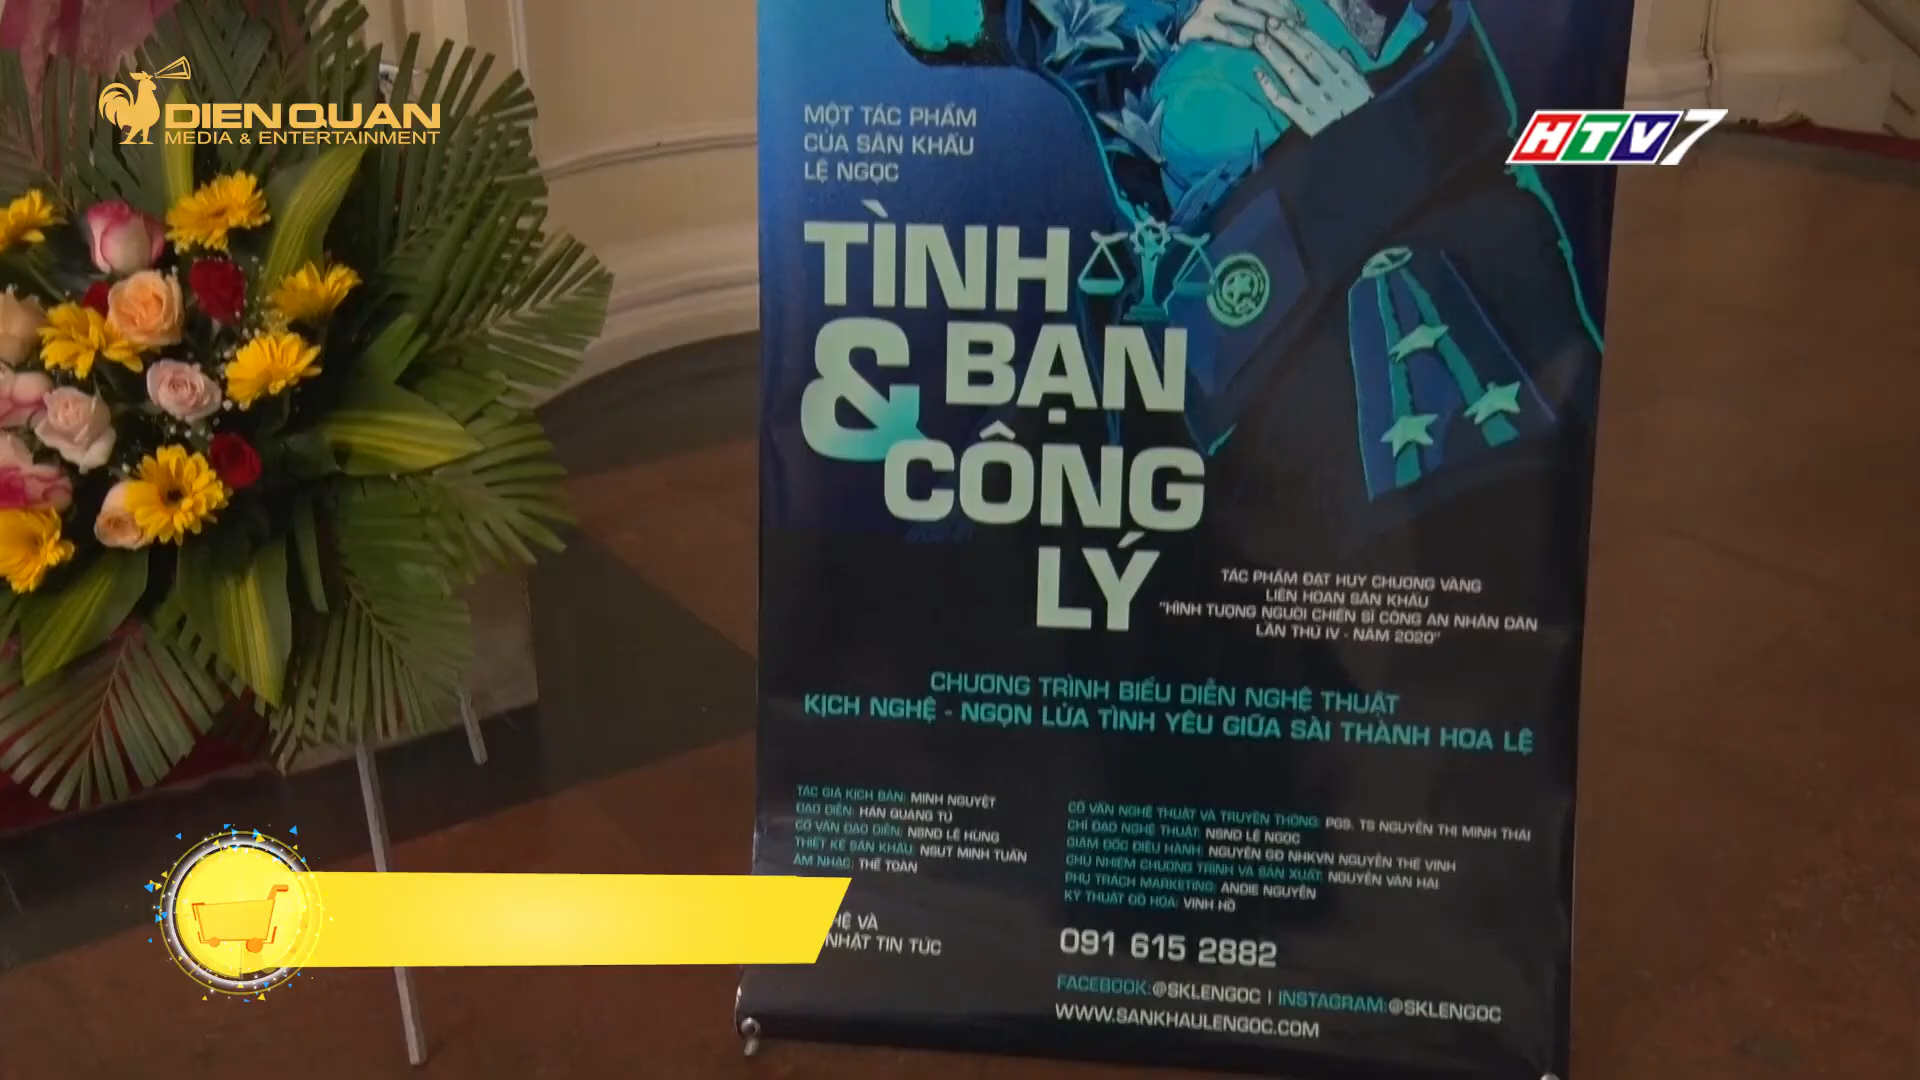 DIEN QUAN
MEDIA & ENTERTAINMENT
HTV7
MỘT TÁC PHẨM
CỦA SÂN KHẤU
LỆ NGỌC
TÌNH
& BẠN
CÔNG
LÝ
TÁC PHẨM ĐẠT HUY CHƯƠNG VÀNG
LIÊN HOAN SÂN KHẤU
"HÌNH TƯỢNG NGƯỜI CHIẾN SĨ CÔNG AN NHÂN DÂN
LẦN THỨ IV - NĂM 2020"
CHƯƠNG TRÌNH BIỂU DIỄN NGHỆ THUẬT
KỊCH NGHỆ - NGỌN LỬA TÌNH YÊU GIỮA SÀI THÀNH HOA LỆ
TÁC GIẢ KỊCH BẢN: MINH NGUYỆT
ĐẠO DIỄN: HÁN QUANG TÚ
CỐ VẤN ĐẠO DIỄN: NSND LÊ HÙNG
THIẾT KẾ SÂN KHẤU: NSƯT MINH TUẤN
ÂM NHẠC: THẾ TOÀN
CỐ VẤN NGHỆ THUẬT VÀ TRUYỀN THÔNG: PGS. TS NGUYỄN THỊ MINH THÁI
CHỈ ĐẠO NGHỆ THUẬT: NSND LỆ NGỌC
GIÁM ĐỐC ĐIỀU HÀNH: NGUYÊN GĐ NHKVN NGUYỄN THẾ VINH
CHỦ NHIỆM CHƯƠNG TRÌNH VÀ SẢN XUẤT: NGUYỄN VĂN HẢI
PHỤ TRÁCH MARKETING: ANDIE NGUYỄN
KỸ THUẬT ĐỒ HỌA: VINH HỒ
HỆ VÀ
NHẬT TIN TỨC
091 615 2882
FACEBOOK:@SKLENGOC | INSTAGRAM:@SKLENGOC
WWW.SANKHAULENGOC.COM